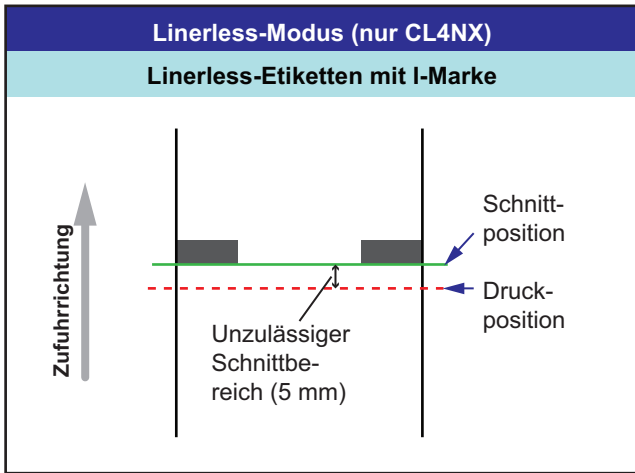 Linerless-Modus (nur CL4NX)
Linerless-Etiketten mit I-Marke
Zufuhrrichtung
Schnitt-
position
Druck-
position
Unzulässiger
Schnittbe-
reich (5 mm)